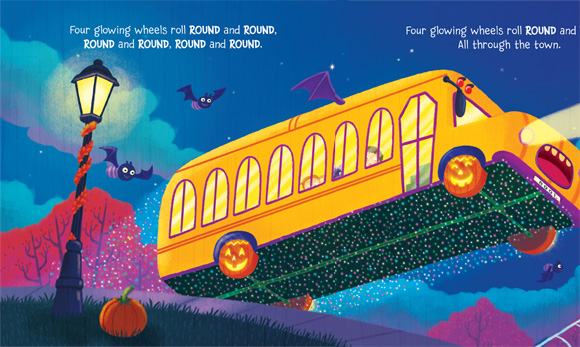 Four glowing wheels roll ROUND and ROUND,
ROUND and ROUND, ROUND and ROUND.
Four glowing wheels roll ROUND and
All through the town.